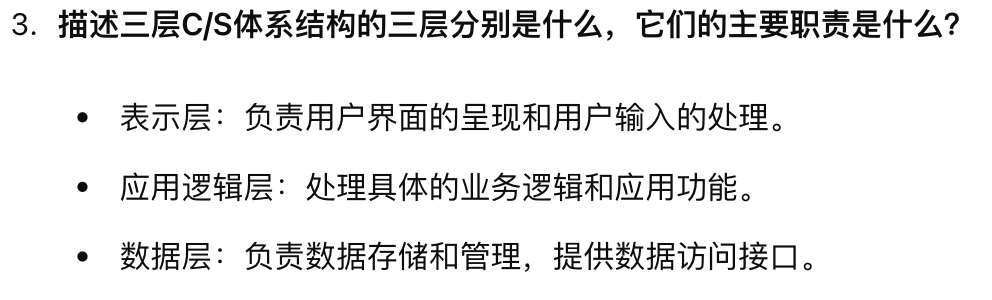 3. 描述三层C/S体系结构的三层分别是什么，它们的主要职责是什么?
• 表示层：负责用户界面的呈现和用户输入的处理。
• 应用逻辑层：处理具体的业务逻辑和应用功能。
• 数据层：负责数据存储和管理，提供数据访问接口。